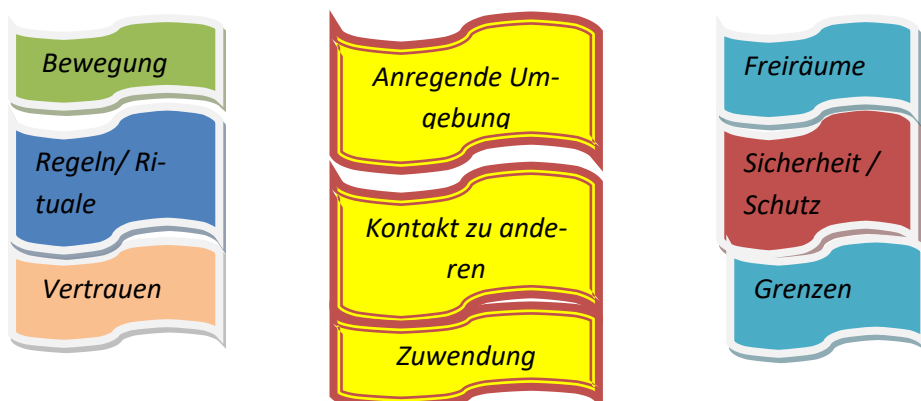 Bewegung
Regeln/ Ri-
tuale
Vertrauen
Anregende Um-
gebung
Kontakt zu ande-
ren
Zuwendung
Freiräume
Sicherheit /
Schutz
Grenzen